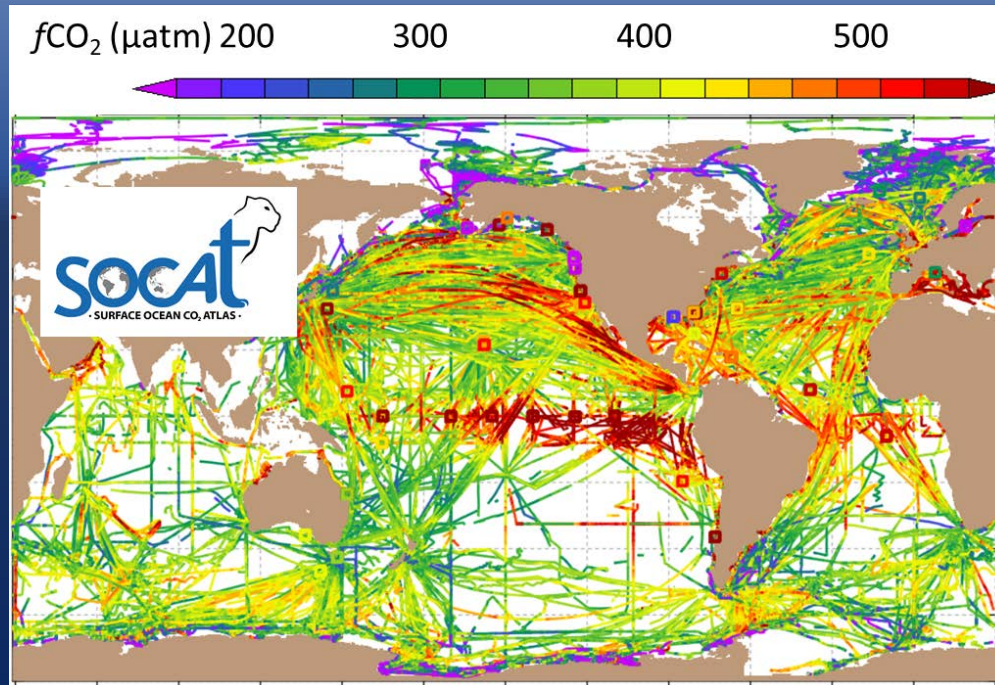 fCO₂ (µatm) 200 300 400 500
SOCAT
· SURFACE OCEAN CO₂ ATLAS ·